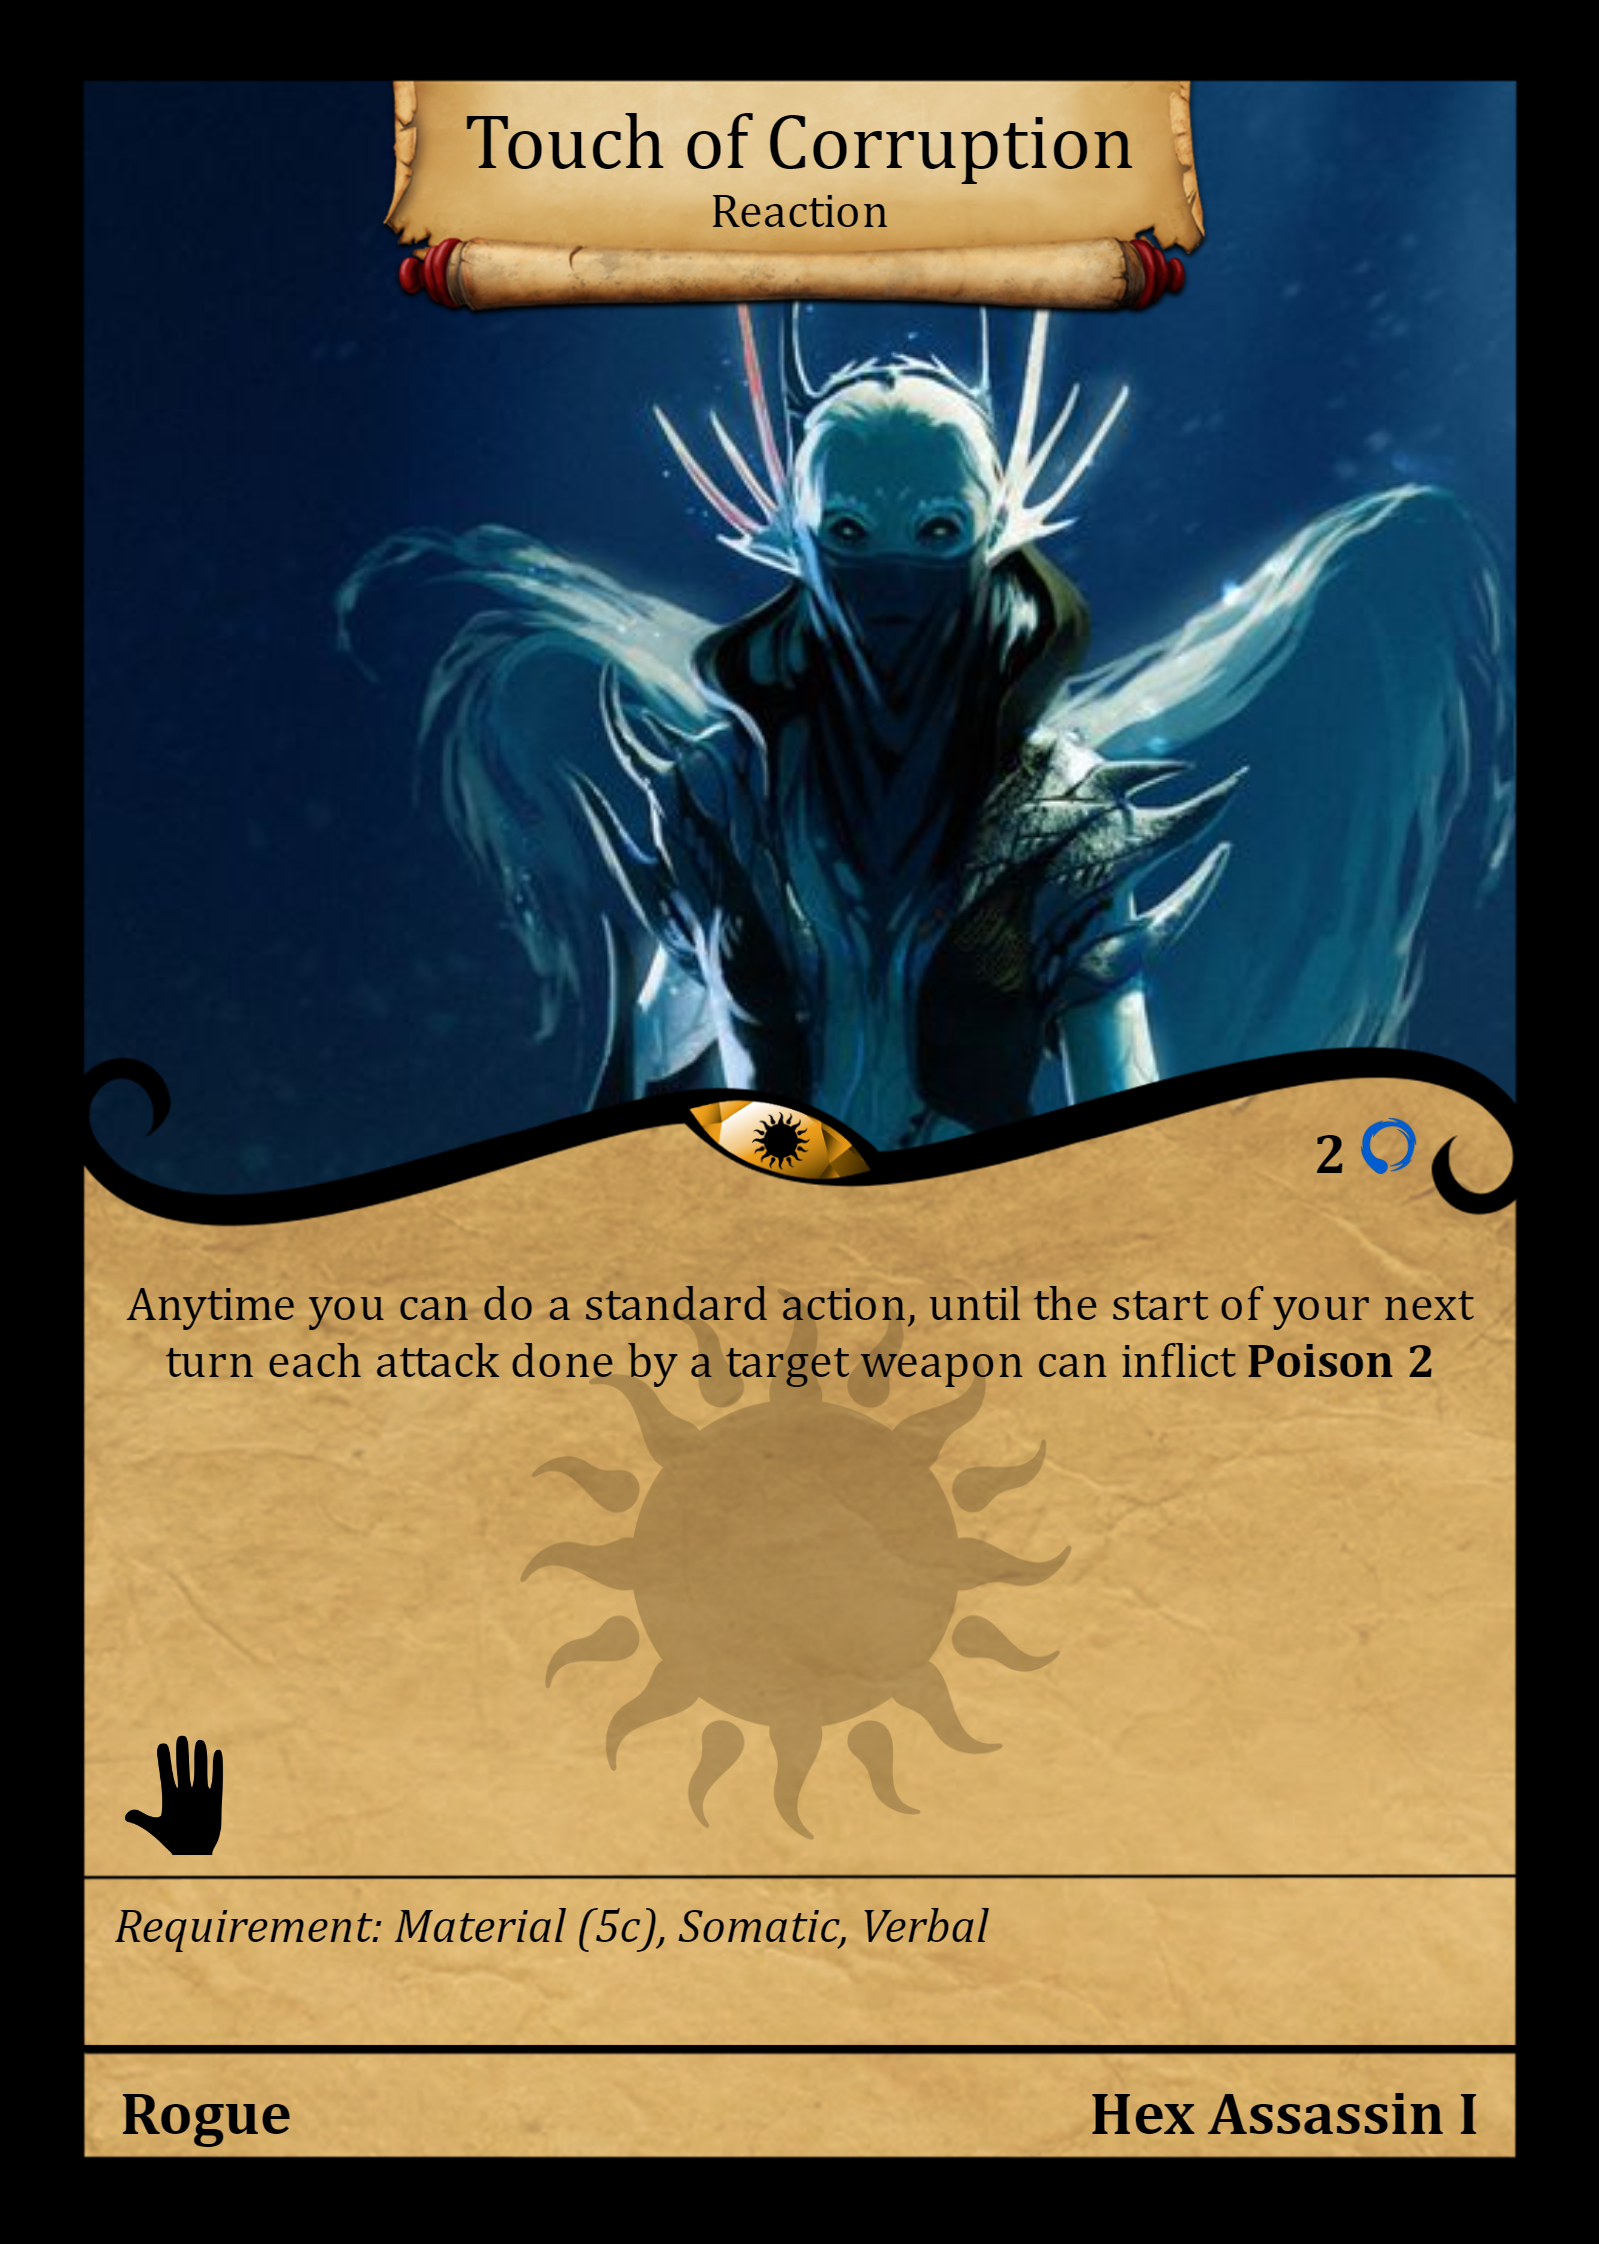 Touch of Corruption
Reaction
2
Anytime you can do a standard action, until the start of your next
turn each attack done by a target weapon can inflict Poison 2
Requirement: Material (5c), Somatic, Verbal
Rogue
Hex Assassin I